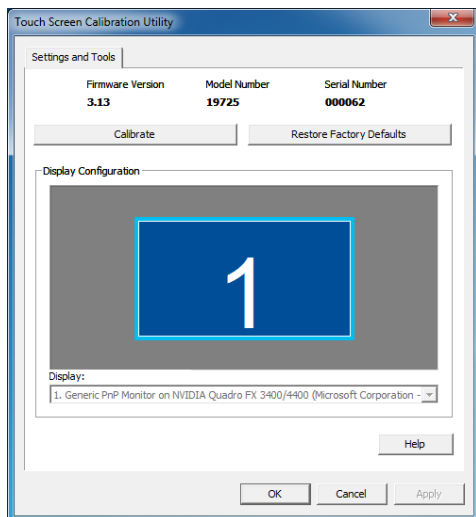 Touch Screen Calibration Utility
Settings and Tools
Firmware Version Model Number Serial Number
3.13 19725 000062
Calibrate Restore Factory Defaults
Display Configuration
1
Display:
1. Generic PnP Monitor on NVIDIA Quadro FX 3400/4400 (Microsoft Corporation -
Help
OK Cancel Apply